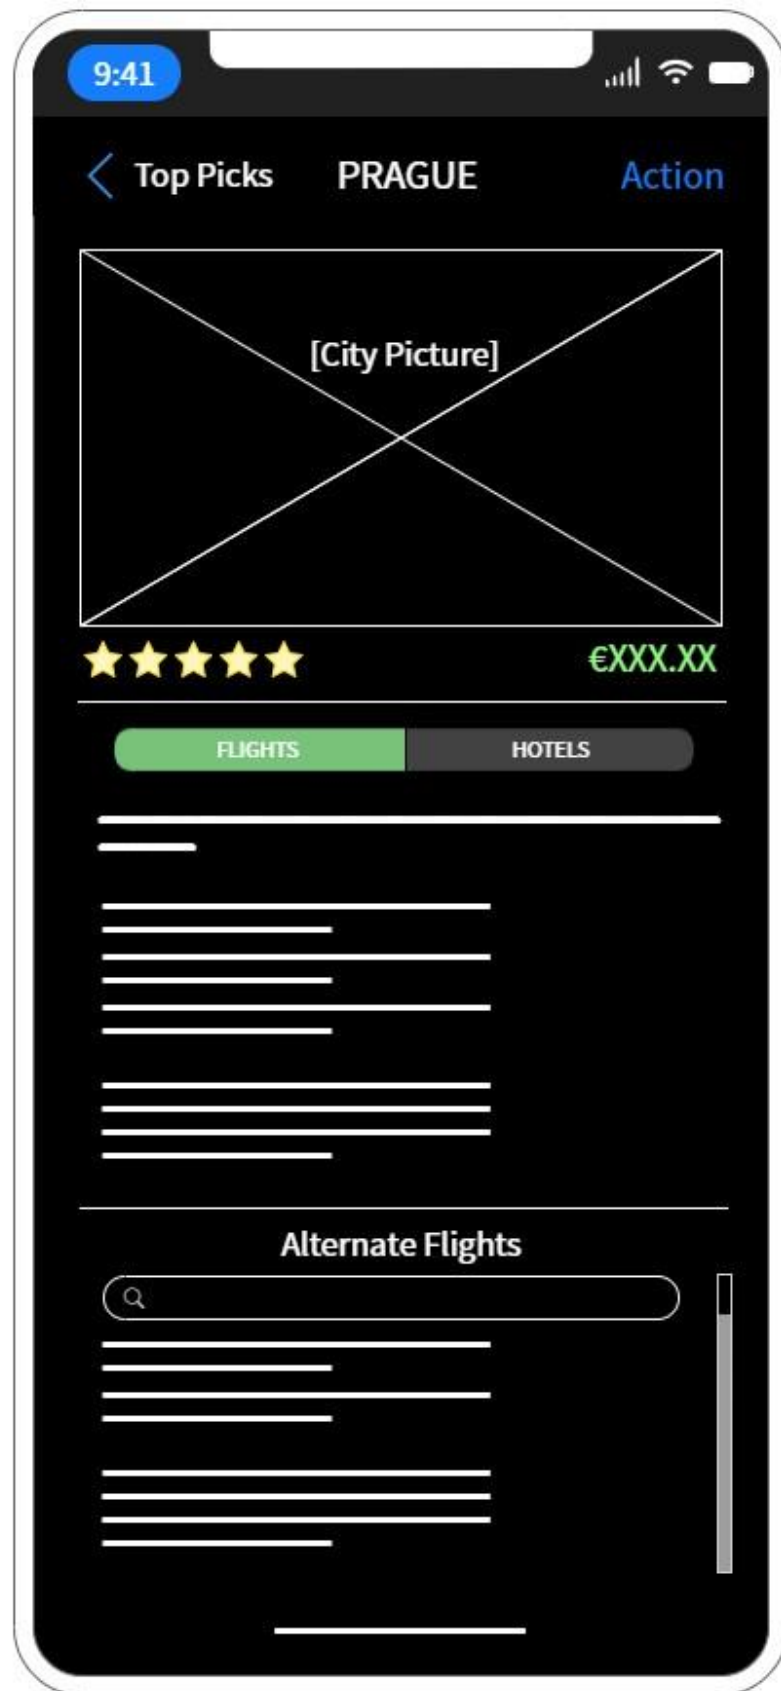 9:41
Top Picks PRAGUE Action
[City Picture]
€XXX.XX
FLIGHTS HOTELS
Alternate Flights